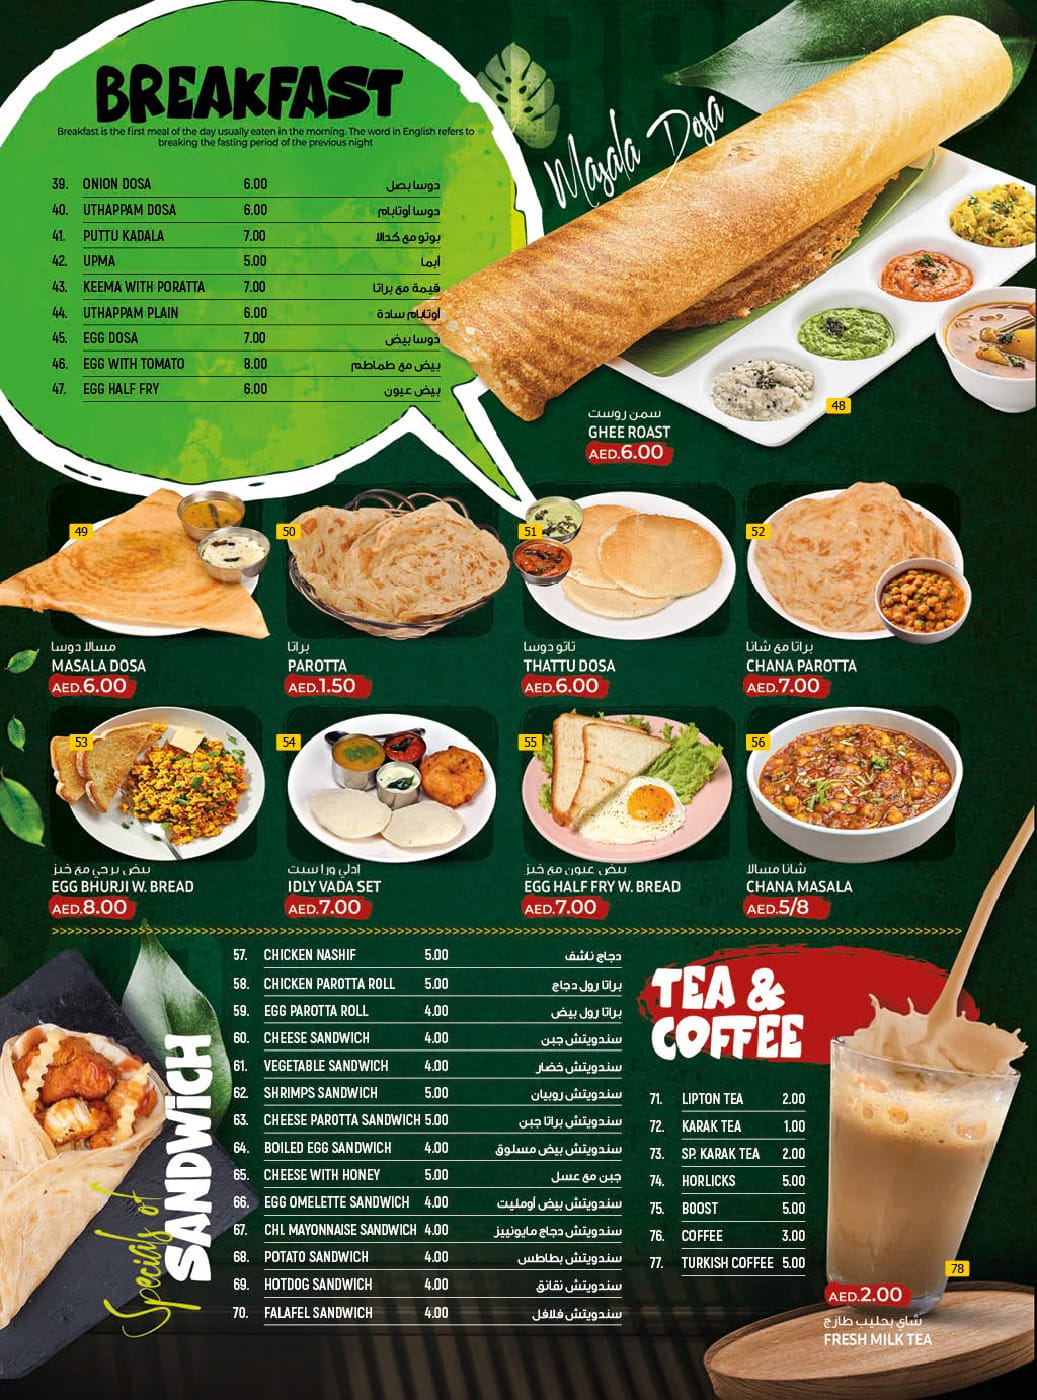 BREAKFAST
Breakfast is the first meal of the day usually eaten in the morning. The word in English refers to
breaking the fasting period of the previous night
39. ONION DOSA 6.00 دوسا بصل
40. UTHAPPAM DOSA 6.00 دوسا أوتابام
41. PUTTU KADALA 7.00 بوتو مع كدالا
42. UPMA 5.00 أبما
43. KEEMA WITH PORATTA 7.00 قيمة مع براتا
44. UTHAPPAM PLAIN 6.00 أوتابام سادة
45. EGG DOSA 7.00 دوسا بيض
46. EGG WITH TOMATO 8.00 بيض مع طماطم
47. EGG HALF FRY 6.00 بيض عيون
Masala Dosa
48
سمن روست
GHEE ROAST
AED.6.00
49
مسالا دوسا
MASALA DOSA
AED.6.00
50
براتا
PAROTTA
AED.1.50
51
تاتو دوسا
THATTU DOSA
AED.6.00
52
براتا مع شانا
CHANA PAROTTA
AED.7.00
53
بيض برجي مع خبز
EGG BHURJI W. BREAD
AED.8.00
54
إدلي ورا سيت
IDLY VADA SET
AED.7.00
55
بيض عيون مع خبز
EGG HALF FRY W. BREAD
AED.7.00
56
شانا مسالا
CHANA MASALA
AED.5/8
>>>>>>>>>>>>>>>>>>>>>>>>>>>>>>>>>>>>>>>>
Specials of
SANDWICH
57. CHICKEN NASHIF 5.00 دجاج ناشف
58. CHICKEN PAROTTA ROLL 5.00 براتا رول دجاج
59. EGG PAROTTA ROLL 4.00 براتا رول بيض
60. CHEESE SANDWICH 4.00 سندويتش جبن
61. VEGETABLE SANDWICH 4.00 سندويتش خضار
62. SHRIMPS SANDWICH 5.00 سندويتش روبيان
63. CHEESE PAROTTA SANDWICH 5.00 سندويتش براتا جبن
64. BOILED EGG SANDWICH 4.00 سندويتش بيض مسلوق
65. CHEESE WITH HONEY 5.00 جبن مع عسل
66. EGG OMELETTE SANDWICH 4.00 سندويتش بيض أومليت
67. CHI. MAYONNAISE SANDWICH 4.00 سندويتش دجاج مايونييز
68. POTATO SANDWICH 4.00 سندويتش بطاطس
69. HOTDOG SANDWICH 4.00 سندويتش نقانق
70. FALAFEL SANDWICH 4.00 سندويتش فلافل
TEA &
COFFEE
71. LIPTON TEA 2.00
72. KARAK TEA 1.00
73. SP. KARAK TEA 2.00
74. HORLICKS 5.00
75. BOOST 5.00
76. COFFEE 3.00
77. TURKISH COFFEE 5.00
78
AED.2.00
شاي بحليب طازج
FRESH MILK TEA